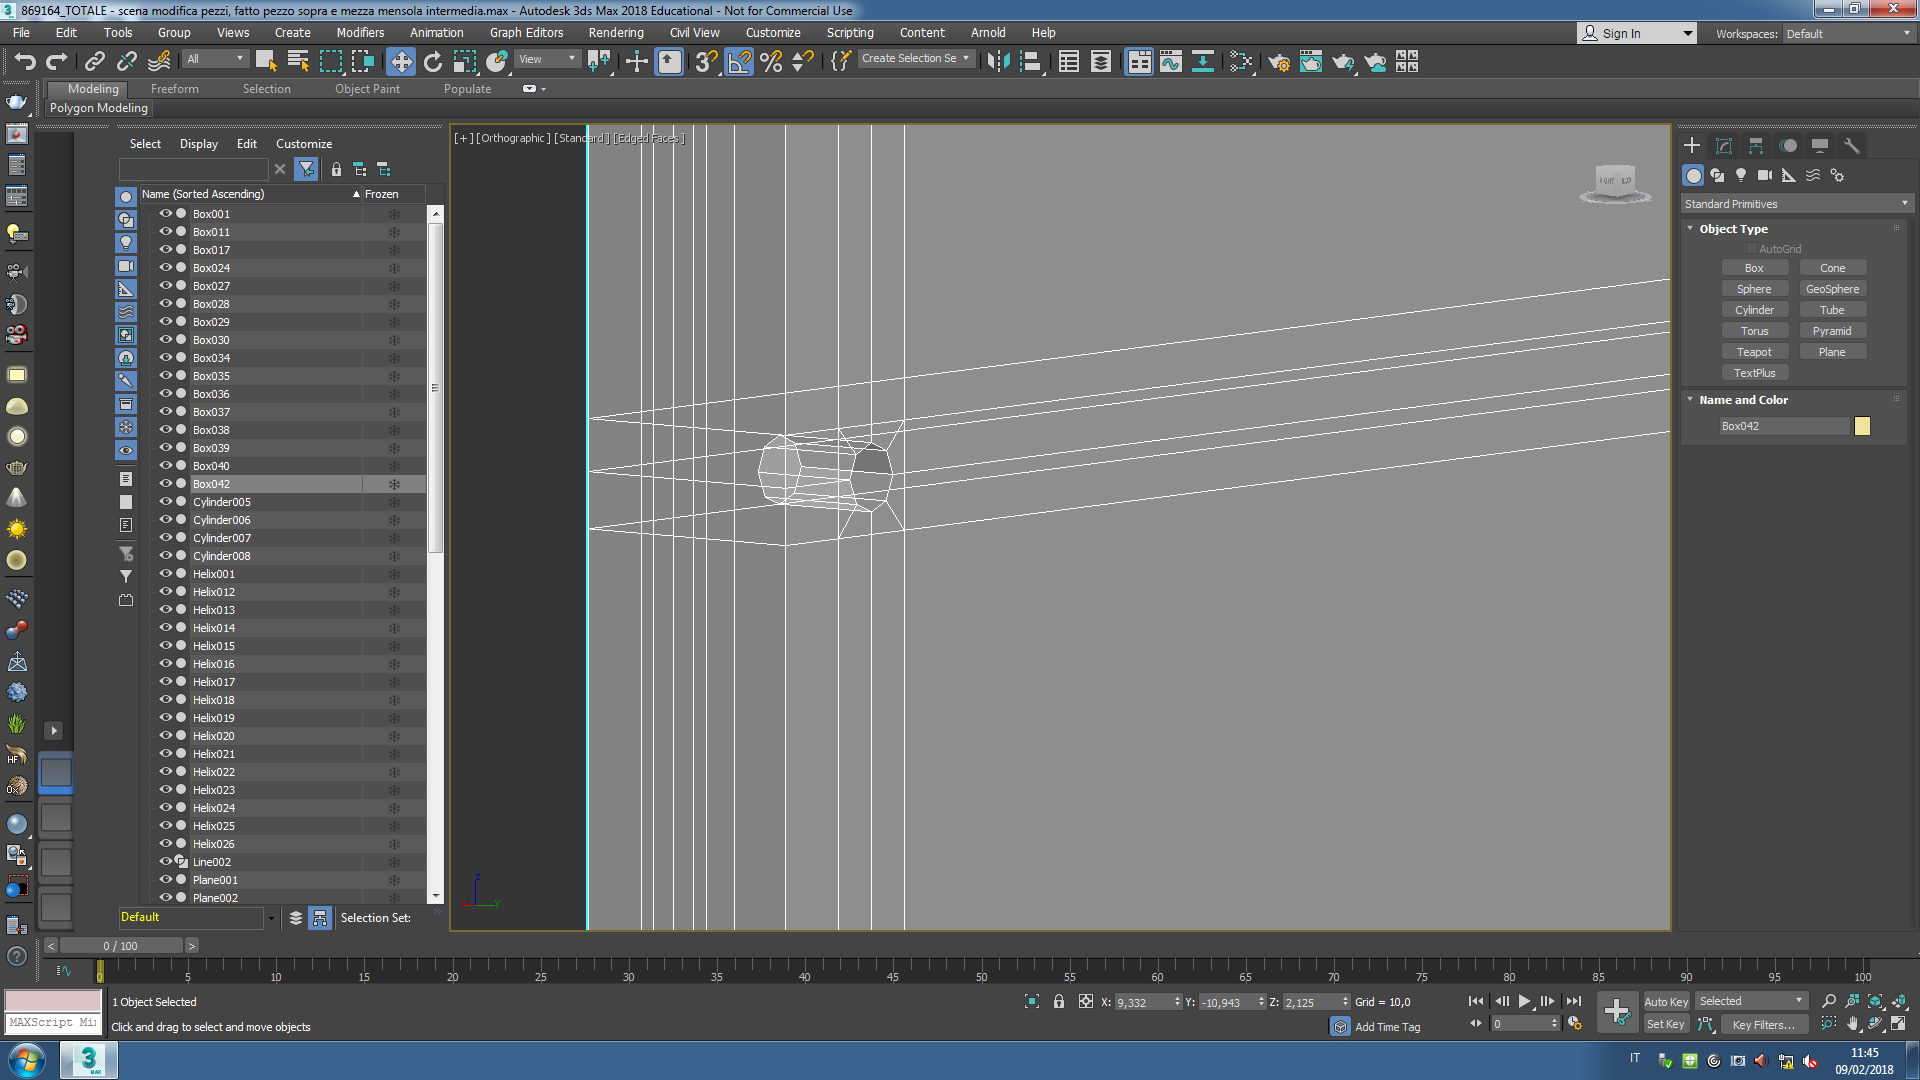 869164_TOTALE - scena modifica pezzi, fatto pezzo sopra e mezza mensola intermedia.max - Autodesk 3ds Max 2018 Educational - Not for Commercial Use
File Edit Tools Group Views Create Modifiers Animation Graph Editors Rendering Civil View Customize Scripting Content Arnold Help
Sign In
Workspaces: Default
All
View
Create Selection Se
Modeling Freeform Selection Object Paint Populate
Polygon Modeling
Select Display Edit Customize
Name (Sorted Ascending) Frozen
Box001
Box011
Box017
Box024
Box027
Box028
Box029
Box030
Box034
Box035
Box036
Box037
Box038
Box039
Box040
Box042
Cylinder005
Cylinder006
Cylinder007
Cylinder008
Helix001
Helix012
Helix013
Helix014
Helix015
Helix016
Helix017
Helix018
Helix019
Helix020
Helix021
Helix022
Helix023
Helix024
Helix025
Helix026
Line002
Plane001
Plane002
Default
Selection Set:
[+] [Orthographic ] [Standard ] [Edged Faces ]
RIGHT
z
x
y
Standard Primitives
Object Type
AutoGrid
Box Cone
Sphere GeoSphere
Cylinder Tube
Torus Pyramid
Teapot Plane
TextPlus
Name and Color
Box042
< 0 / 100 >
0 5 10 15 20 25 30 35 40 45 50 55 60 65 70 75 80 85 90 95 100
1 Object Selected
X: 9,332 Y: -10,943 Z: 2,125 Grid = 10,0
Auto Key Selected
MAXScript Mi
Click and drag to select and move objects
Add Time Tag
0
Set Key Key Filters...
3
MAX
IT
11:45
09/02/2018